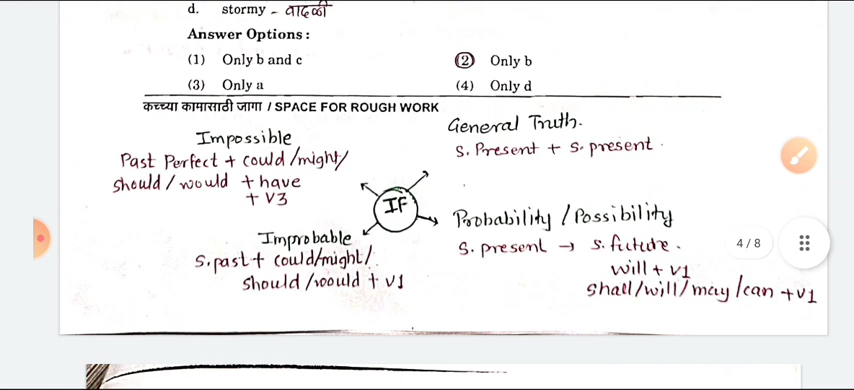 d. stormy - वादळी
Answer Options :
(1) Only b and c
(2) Only b
(3) Only a
(4) Only d
कच्च्या कामासाठी जागा / SPACE FOR ROUGH WORK
Impossible
Past Perfect + could /might/
should / would + have
+ V3
General Truth.
S. Present + S. present.
IF
Improbable
S.past + could/might/
should /would + V1
Probability / Possibility
S. present → S. future.
will + V1
shall/will/may/can + V1
4 / 8